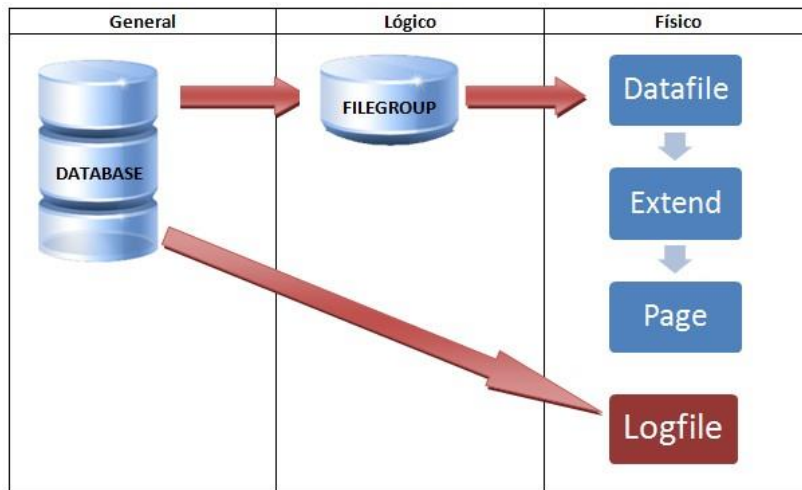 General
Lógico
Físico
DATABASE
FILEGROUP
Datafile
Extend
Page
Logfile